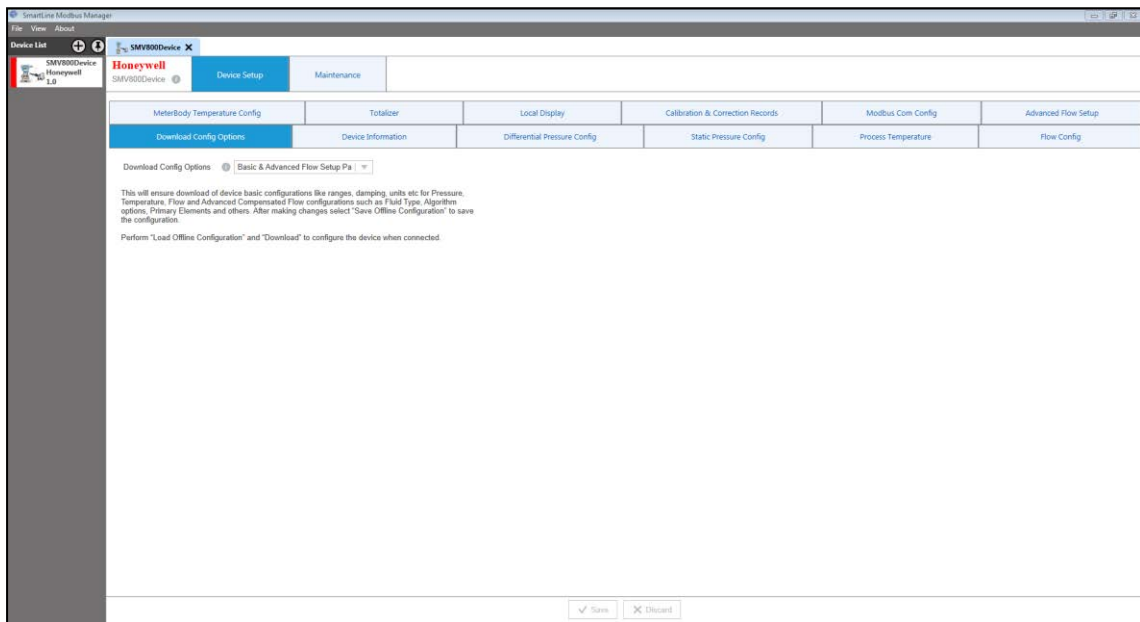 SmartLine Modbus Manager
File View About
Device List
SMV800Device
Honeywell
1.0
SMV800Device
Honeywell
SMV800Device
Device Setup
Maintenance
MeterBody Temperature Config
Totalizer
Local Display
Calibration & Correction Records
Modbus Com Config
Advanced Flow Setup
Download Config Options
Device Information
Differential Pressure Config
Static Pressure Config
Process Temperature
Flow Config
Download Config Options Basic & Advanced Flow Setup Pa
This will ensure download of device basic configurations like ranges, damping, units etc for Pressure,
Temperature, Flow and Advanced Compensated Flow configurations such as Fluid Type, Algorithm
options, Primary Elements and others. After making changes select "Save Offline Configuration" to save
the configuration.
Perform "Load Offline Configuration" and "Download" to configure the device when connected.
Save
Discard